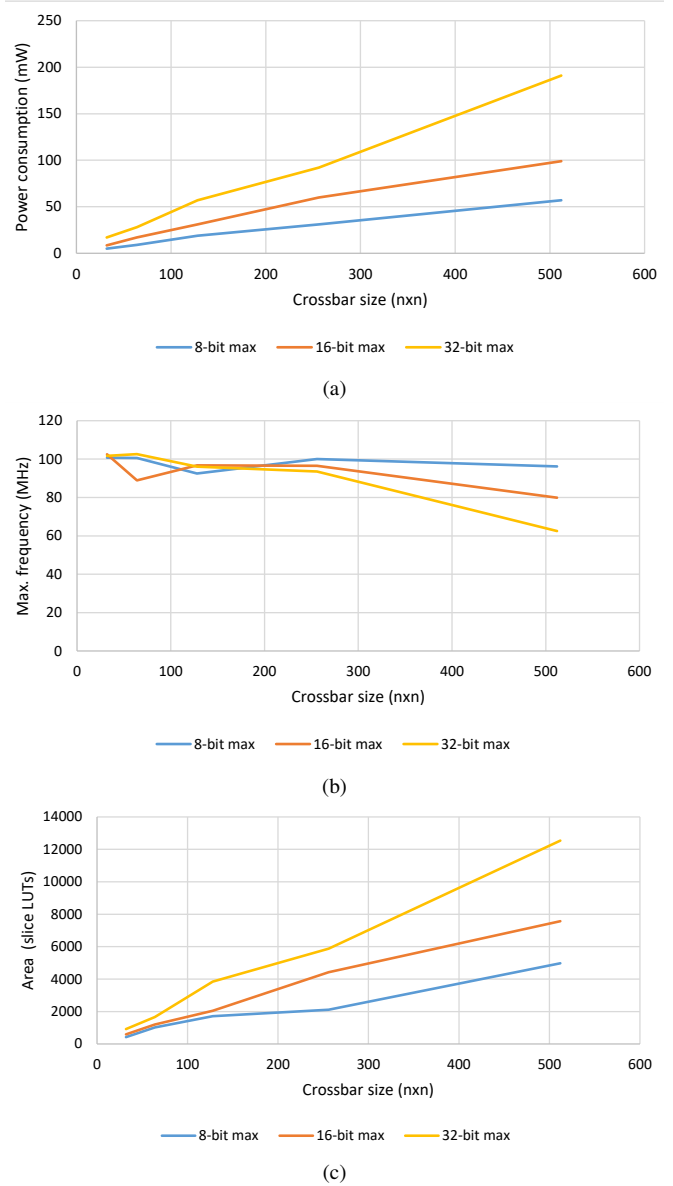 250
200
150
100
50
0
Power consumption (mW)
0 100 200 300 400 500 600
Crossbar size (nxn)
8-bit max 16-bit max 32-bit max
(a)
120
100
80
60
40
20
0
Max. frequency (MHz)
0 100 200 300 400 500 600
Crossbar size (nxn)
8-bit max 16-bit max 32-bit max
(b)
14000
12000
10000
8000
6000
4000
2000
0
Area (slice LUTs)
0 100 200 300 400 500 600
Crossbar size (nxn)
8-bit max 16-bit max 32-bit max
(c)